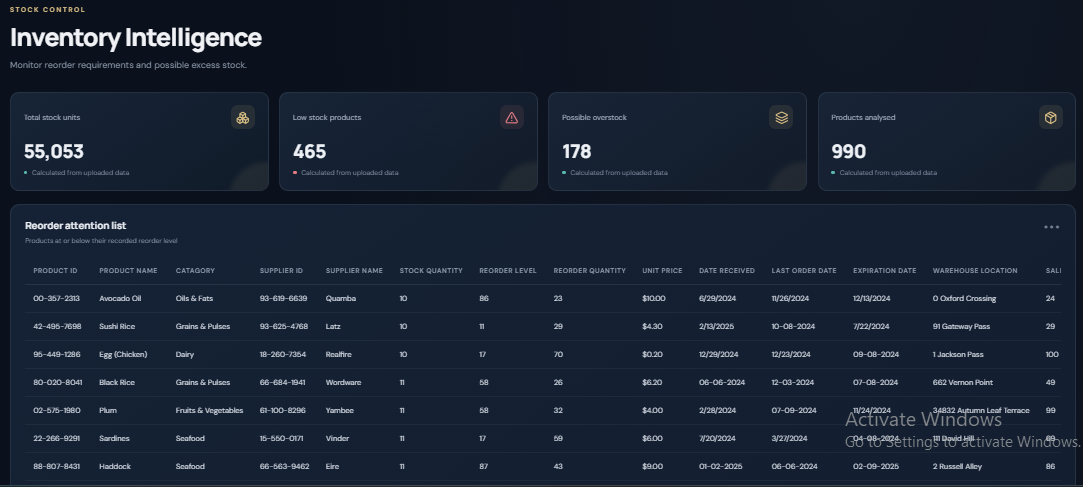 STOCK CONTROL
Inventory Intelligence
Monitor reorder requirements and possible excess stock.
Total stock units
55,053
Calculated from uploaded data
Low stock products
465
Calculated from uploaded data
Possible overstock
178
Calculated from uploaded data
Products analysed
990
Calculated from uploaded data
Reorder attention list
Products at or below their recorded reorder level
PRODUCT ID PRODUCT NAME CATAGORY SUPPLIER ID SUPPLIER NAME STOCK QUANTITY REORDER LEVEL REORDER QUANTITY UNIT PRICE DATE RECEIVED LAST ORDER DATE EXPIRATION DATE WAREHOUSE LOCATION SAL
00-357-2313 Avocado Oil Oils & Fats 93-619-6639 Quamba 10 86 23 $10.00 6/29/2024 11/26/2024 12/13/2024 0 Oxford Crossing 24
42-495-7698 Sushi Rice Grains & Pulses 93-625-4768 Latz 10 11 29 $4.30 2/13/2025 10-08-2024 7/22/2024 91 Gateway Pass 29
95-449-1286 Egg (Chicken) Dairy 18-260-7354 Realfire 10 17 70 $0.20 12/29/2024 12/23/2024 09-08-2024 1 Jackson Pass 100
80-020-8041 Black Rice Grains & Pulses 66-684-1941 Wordware 11 58 26 $6.20 06-06-2024 12-03-2024 07-08-2024 662 Vernon Point 49
02-575-1980 Plum Fruits & Vegetables 61-100-8296 Yambee 11 58 32 $4.00 2/28/2024 07-09-2024 11/24/2024 34832 Autumn Leaf Terrace 99
22-266-9291 Sardines Seafood 15-550-0171 Vinder 11 17 59 $6.00 7/20/2024 3/27/2024 04-08-2024 111 David Hill 69
88-807-8431 Haddock Seafood 66-563-9462 Eire 11 87 43 $9.00 01-02-2025 06-06-2024 02-09-2025 2 Russell Alley 86
Activate Windows
Go to Settings to activate Windows.